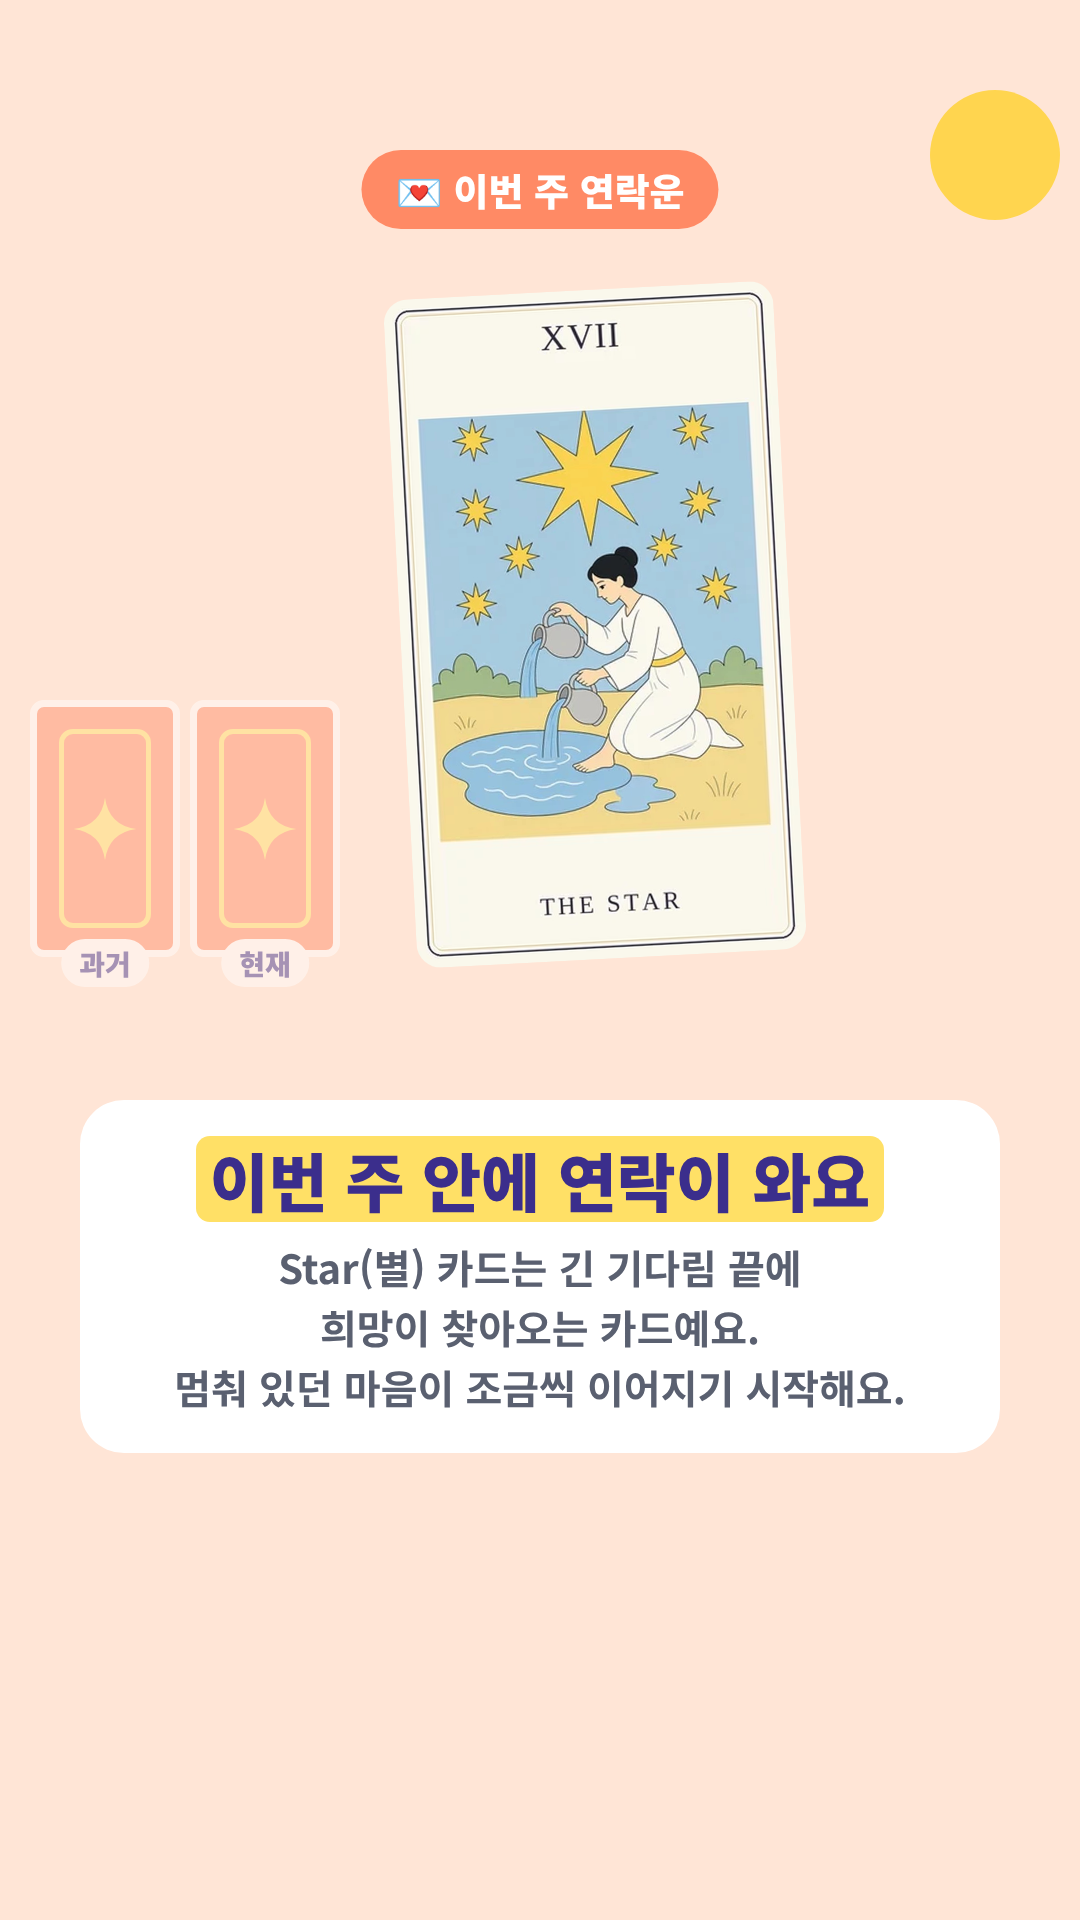 💌 이번 주 연락운
XVII
THE STAR
과거
현재
이번 주 안에 연락이 와요
Star(별) 카드는 긴 기다림 끝에
희망이 찾아오는 카드예요.
멈춰 있던 마음이 조금씩 이어지기 시작해요.